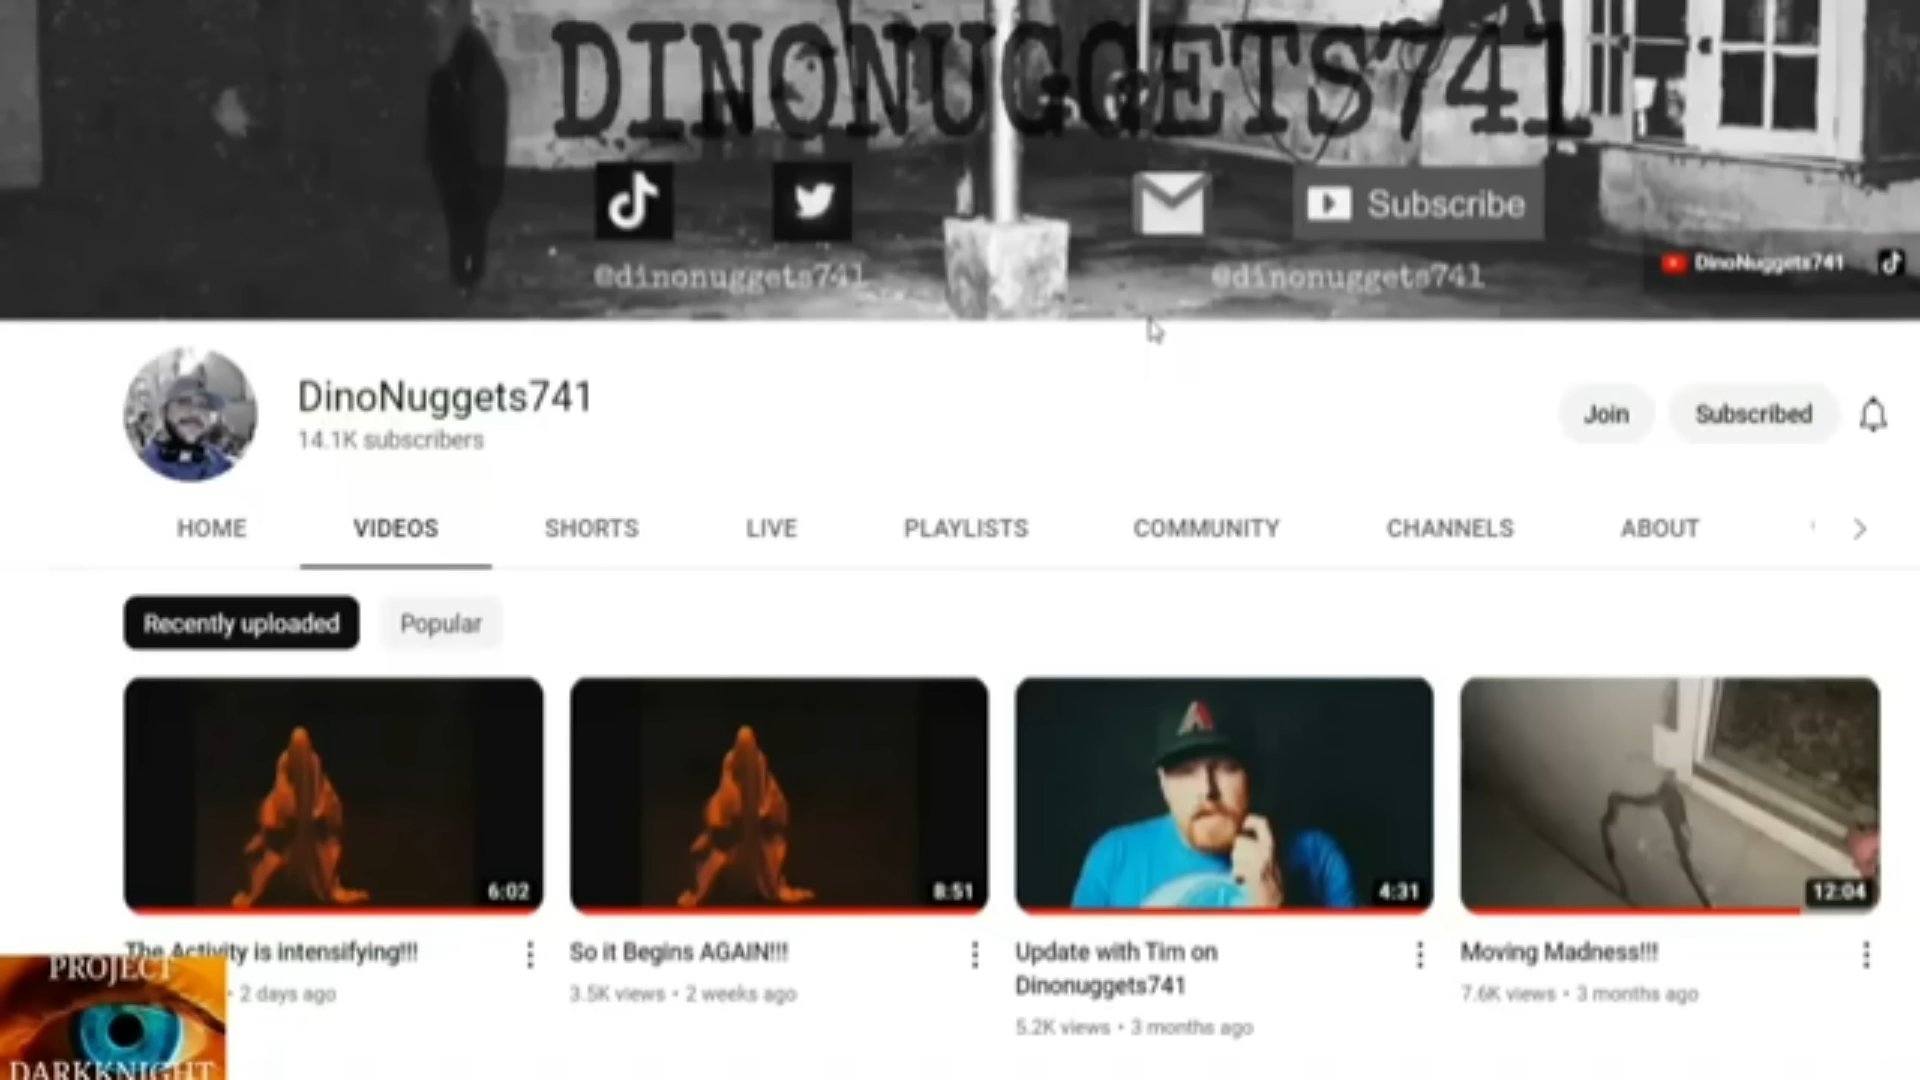 DINONUGGETS741
Subscribe
@dinonuggets741
@dinonuggets741
DinoNuggets741
DinoNuggets741
14.1K subscribers
Join
Subscribed
HOME
VIDEOS
SHORTS
LIVE
PLAYLISTS
COMMUNITY
CHANNELS
ABOUT
Recently uploaded
Popular
6:02
8:51
A
4:31
12:04
The Activity is intensifying!!!
So it Begins AGAIN!!!
Update with Tim on
Dinonuggets741
Moving Madness!!!
• 2 days ago
3.5K views • 2 weeks ago
7.6K views • 3 months ago
5.2K views • 3 months ago
PROJECT
DARKKNIGHT